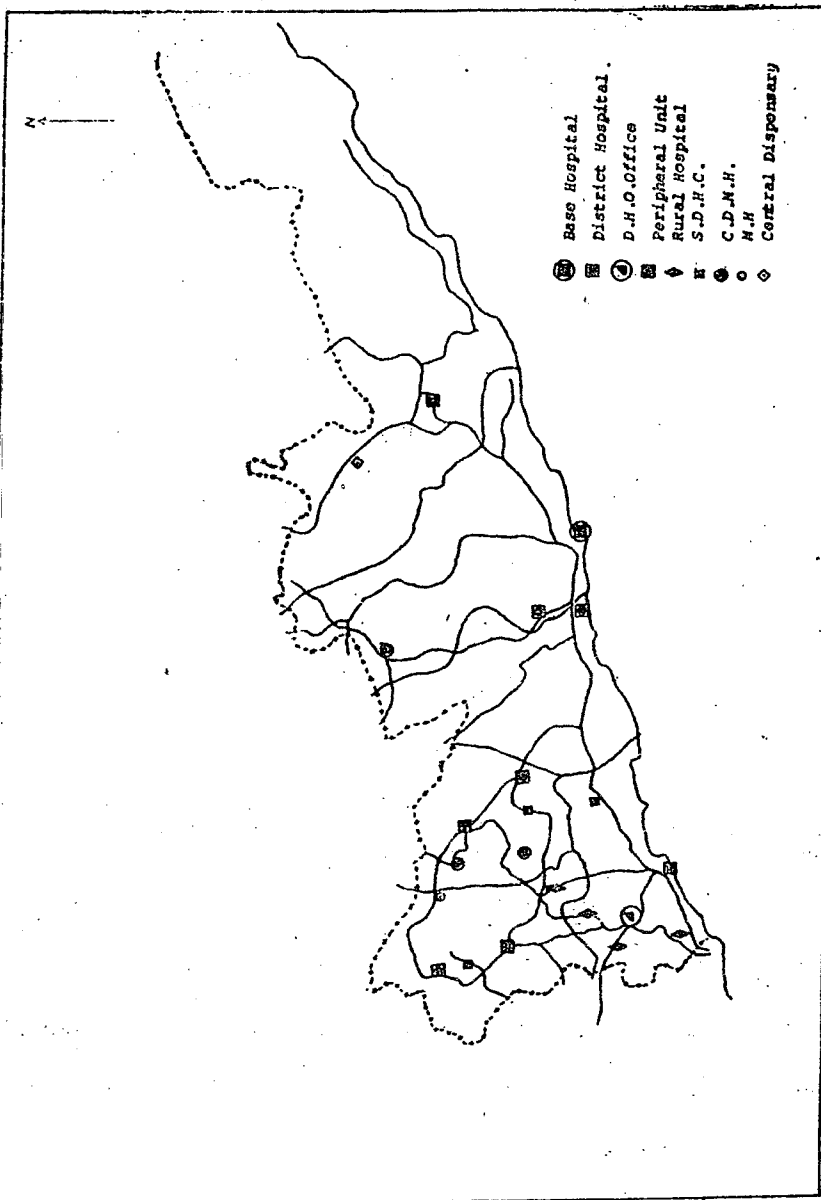 N
Base Hospital
District Hospital.
D.H.O.Office
Peripheral Unit
Rural Hospital
S.D.H.C.
C.D.M.H.
M.H
Central Dispensary